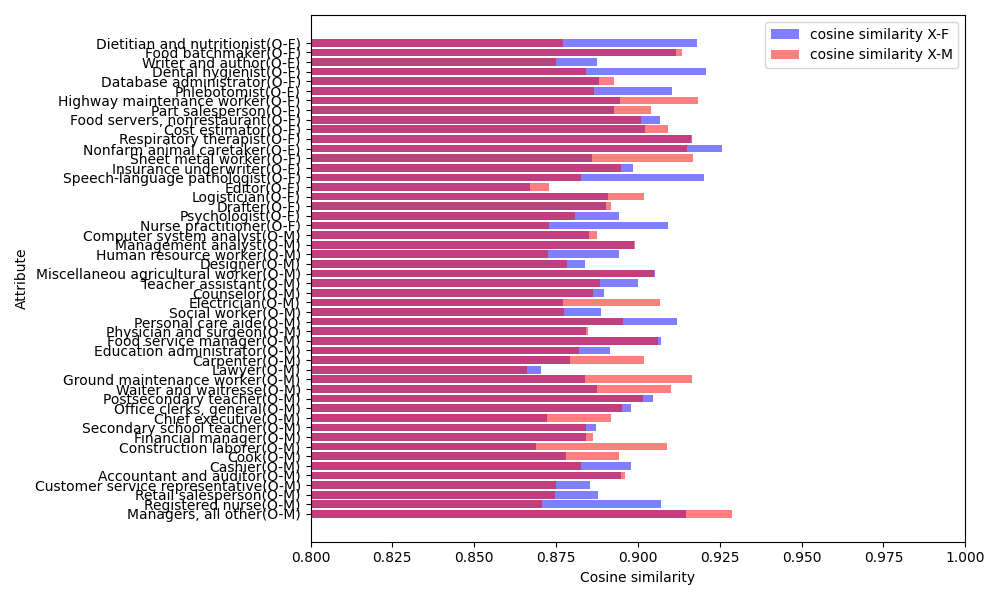 cosine similarity X-F
cosine similarity X-M
Attribute
Dietitian and nutritionist(O-F)
Food batchmaker(O-F)
Writer and author(O-F)
Dental hygienist(O-F)
Database administrator(O-F)
Phlebotomist(O-F)
Highway maintenance worker(O-F)
Part salesperson(O-F)
Food servers, nonrestaurant(O-F)
Cost estimator(O-F)
Respiratory therapist(O-F)
Nonfarm animal caretaker(O-F)
Sheet metal worker(O-F)
Insurance underwriter(O-F)
Speech-language pathologist(O-F)
Editor(O-F)
Logistician(O-F)
Drafter(O-F)
Psychologist(O-F)
Nurse practitioner(O-F)
Computer system analyst(O-M)
Management analyst(O-M)
Human resource worker(O-M)
Designer(O-M)
Miscellaneou agricultural worker(O-M)
Teacher assistant(O-M)
Counselor(O-M)
Electrician(O-M)
Social worker(O-M)
Personal care aide(O-M)
Physician and surgeon(O-M)
Food service manager(O-M)
Education administrator(O-M)
Carpenter(O-M)
Lawyer(O-M)
Ground maintenance worker(O-M)
Waiter and waitresse(O-M)
Postsecondary teacher(O-M)
Office clerks, general(O-M)
Chief executive(O-M)
Secondary school teacher(O-M)
Financial manager(O-M)
Construction laborer(O-M)
Cook(O-M)
Cashier(O-M)
Accountant and auditor(O-M)
Customer service representative(O-M)
Retail salesperson(O-M)
Registered nurse(O-M)
Managers, all other(O-M)
0.800 0.825 0.850 0.875 0.900 0.925 0.950 0.975 1.000
Cosine similarity